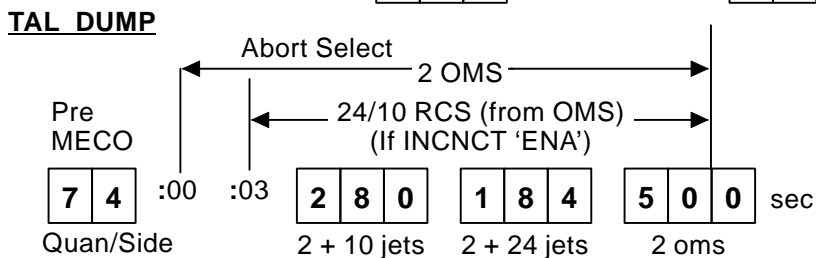 TAL DUMP
Abort Select
2 OMS
Pre
MECO
24/10 RCS (from OMS)
(If INCNCT 'ENA')
7 4 :00 :03 2 8 0 1 8 4 5 0 0 sec
Quan/Side 2 + 10 jets 2 + 24 jets 2 oms